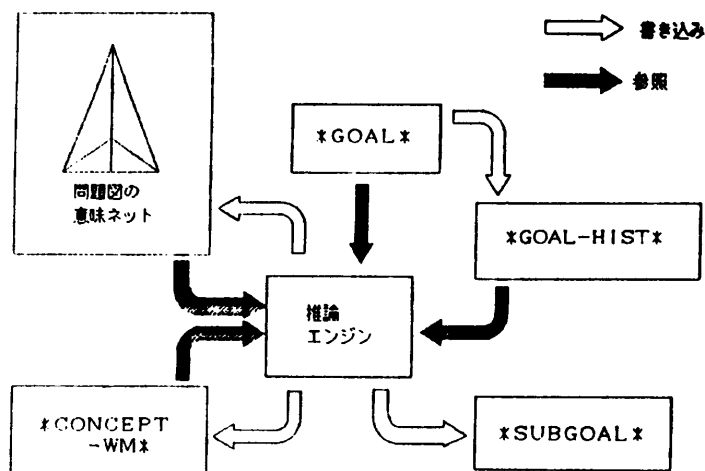 書き込み
参照
*GOAL*
問題図の
意味ネット
*GOAL-HIST*
推論
エンジン
*CONCEPT
-WM*
*SUBGOAL*